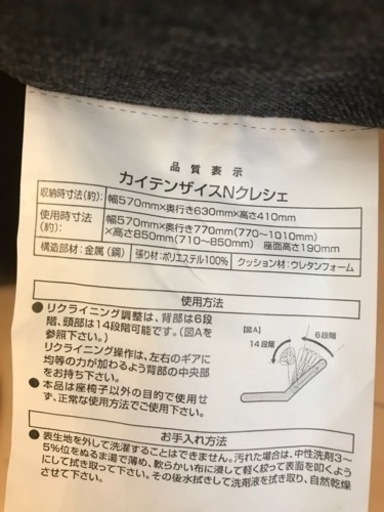 品質表示
カイテンザイスNクレシェ
収納時寸法(約): 幅570mm×奥行き630mm×高さ410mm
使用時寸法(約): 幅570mm×奥行き770mm(770〜1010mm)
×高さ850mm(710〜850mm) 座面高さ190mm
構造部材:金属(鋼) 張り材:ポリエステル100% クッション材:ウレタンフォーム
使用方法
●リクライニング調整は、背部は6段
階、頭部は14段階可能です。(図Aを
参照下さい。)
リクライニング操作は、左右のギアに
均等の力が加わるよう背部の中央部
をお持ち下さい。
●本品は座椅子以外の目的で使用せ
ず、正常な使用方法でご使用下さい。
【図A】
6段階
14段階
お手入れ方法
●表生地を外して洗濯することはできません。汚れた場合は、中性洗剤3〜
5%位をぬるま湯で薄め、軟らかい布に浸して軽く絞って表面を叩くよう
にして拭き取って下さい。その後水拭きして洗剤液を拭き取り、自然乾燥
させて下さい。